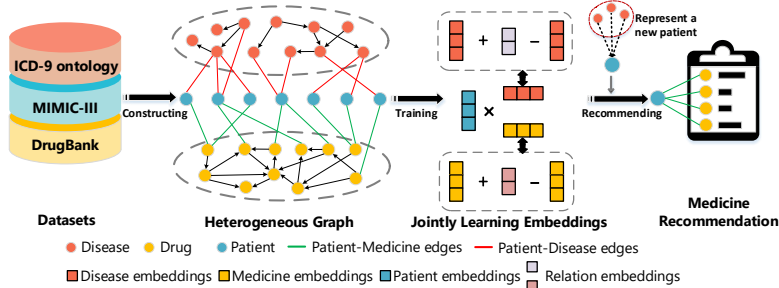 Represent a
new patient
ICD-9 ontology
MIMIC-III
DrugBank
Constructing
Training
Recommending
+
−
×
+
−
Datasets
Heterogeneous Graph
Jointly Learning Embeddings
Medicine
Recommendation
Disease Drug Patient Patient-Medicine edges Patient-Disease edges
Disease embeddings Medicine embeddings Patient embeddings Relation embeddings